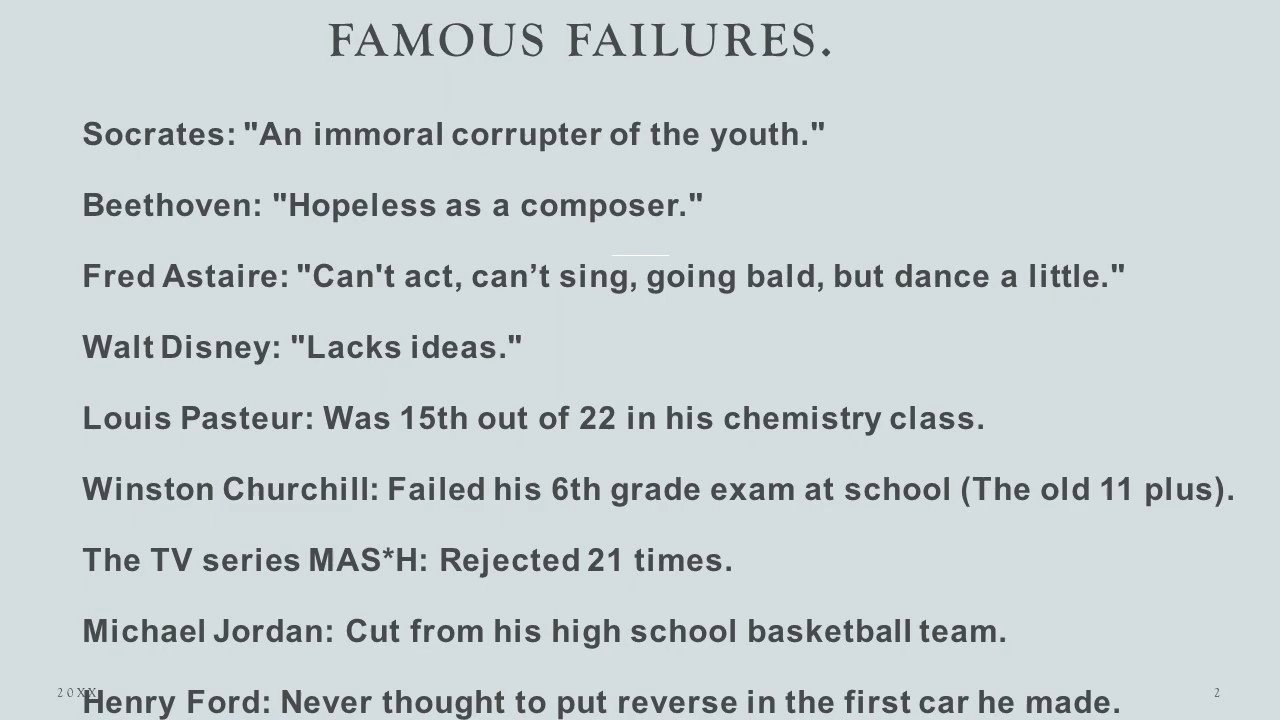 FAMOUS FAILURES.
Socrates: "An immoral corrupter of the youth."
Beethoven: "Hopeless as a composer."
Fred Astaire: "Can't act, can’t sing, going bald, but dance a little."
Walt Disney: "Lacks ideas."
Louis Pasteur: Was 15th out of 22 in his chemistry class.
Winston Churchill: Failed his 6th grade exam at school (The old 11 plus).
The TV series MAS*H: Rejected 21 times.
Michael Jordan: Cut from his high school basketball team.
Henry Ford: Never thought to put reverse in the first car he made.
20XX
2